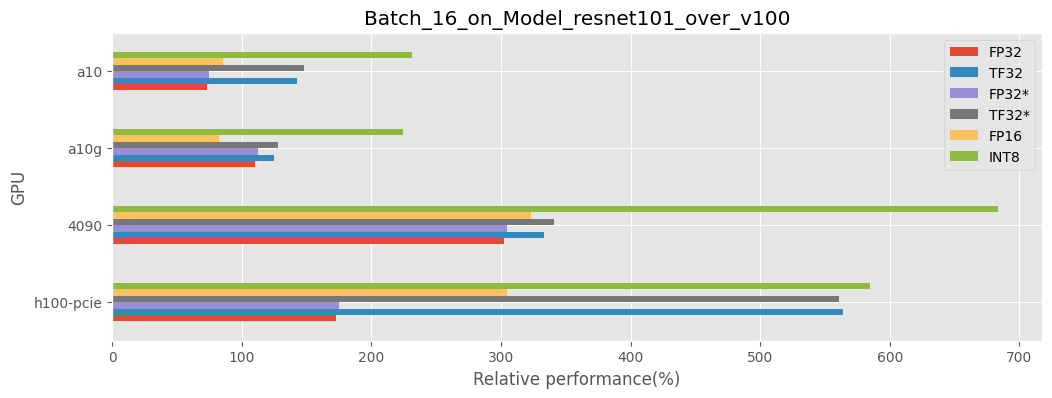 Batch_16_on_Model_resnet101_over_v100
FP32
TF32
FP32*
TF32*
FP16
INT8
GPU
a10
a10g
4090
h100-pcie
0 100 200 300 400 500 600 700
Relative performance(%)